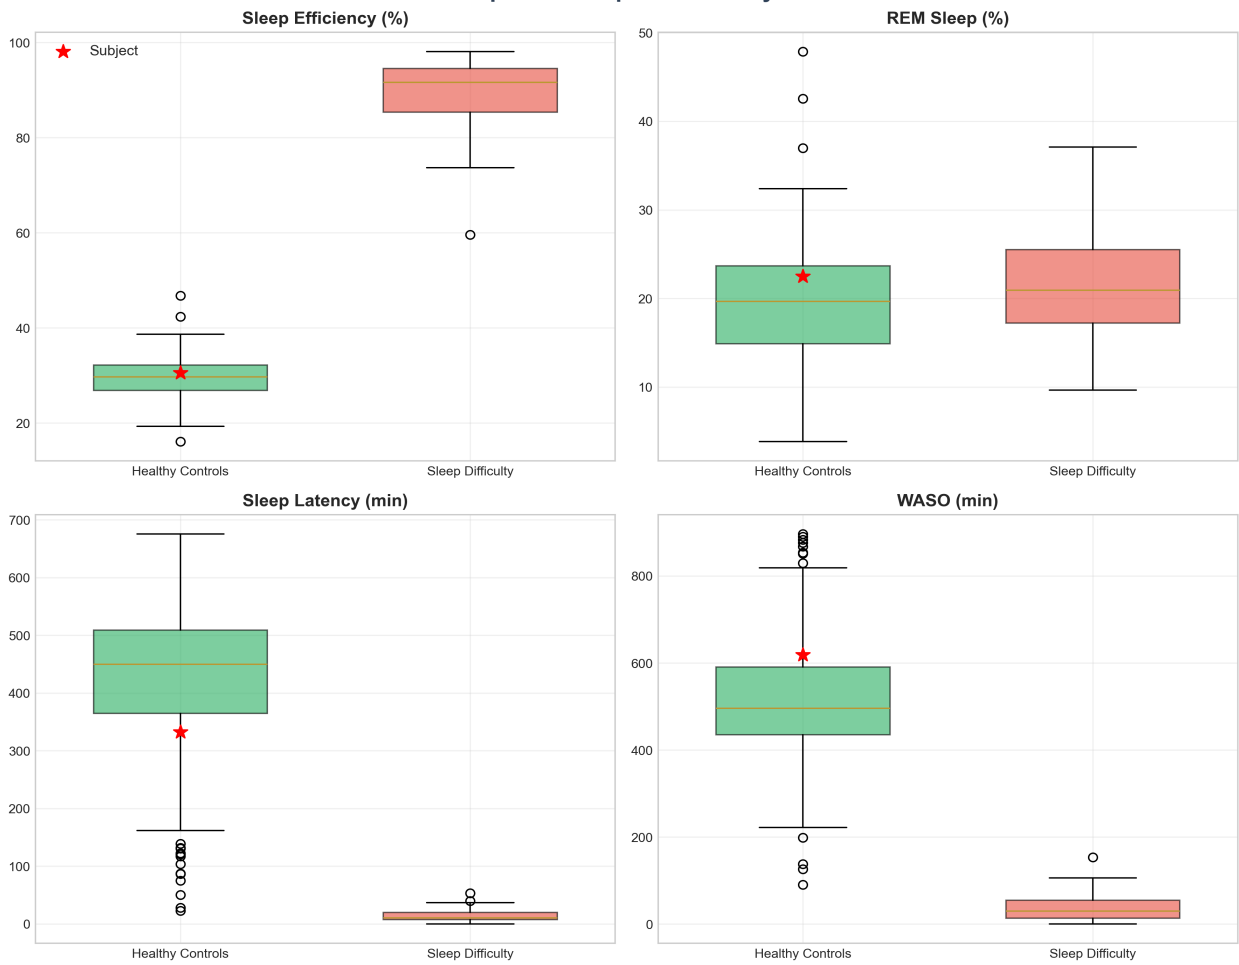 Sleep Efficiency (%)
100
80
60
40
20
Subject
Healthy Controls
Sleep Difficulty
REM Sleep (%)
50
40
30
20
10
Healthy Controls
Sleep Difficulty
Sleep Latency (min)
700
600
500
400
300
200
100
0
Healthy Controls
Sleep Difficulty
WASO (min)
800
600
400
200
0
Healthy Controls
Sleep Difficulty